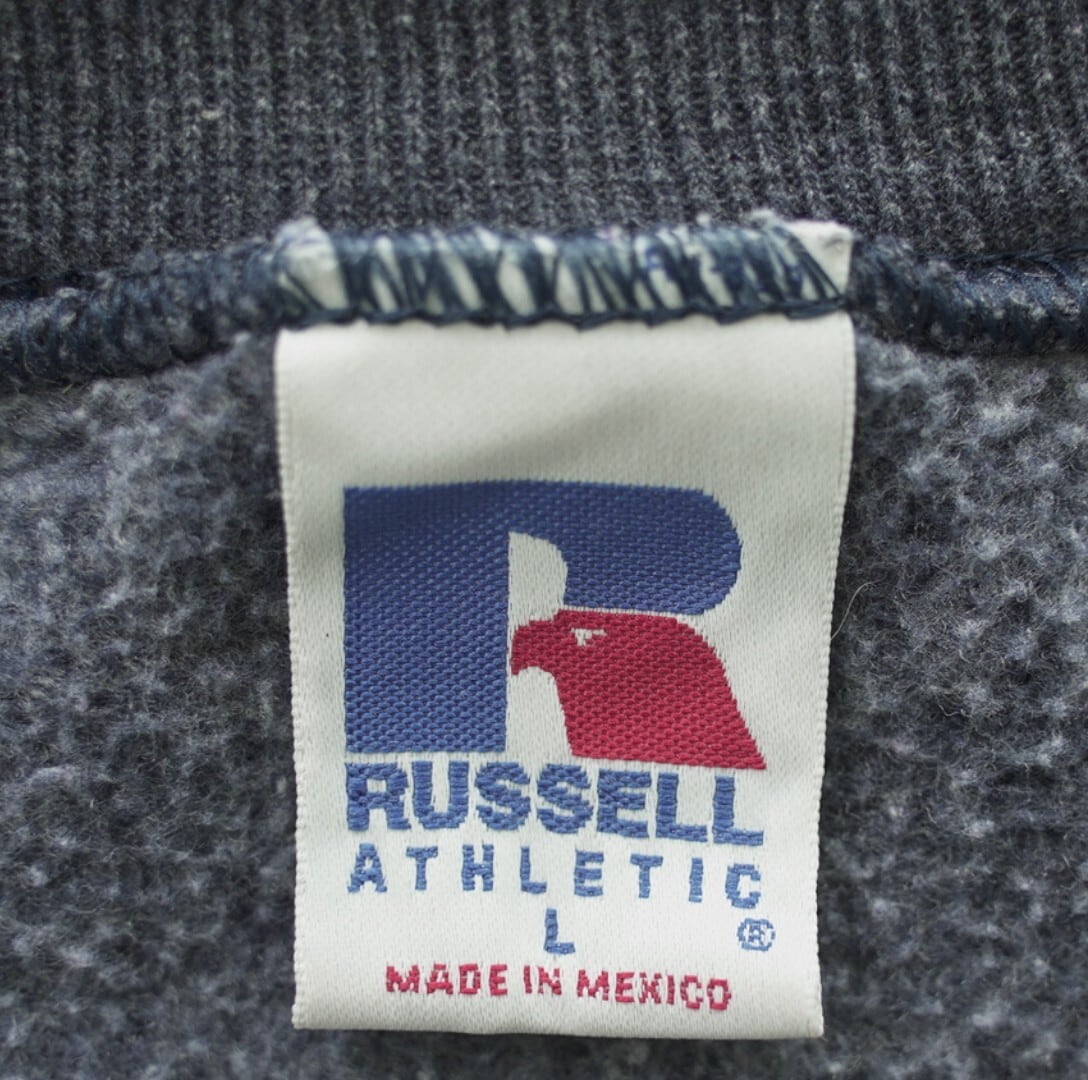 R
RUSSELL
ATHLETIC
L ®
MADE IN MEXICO